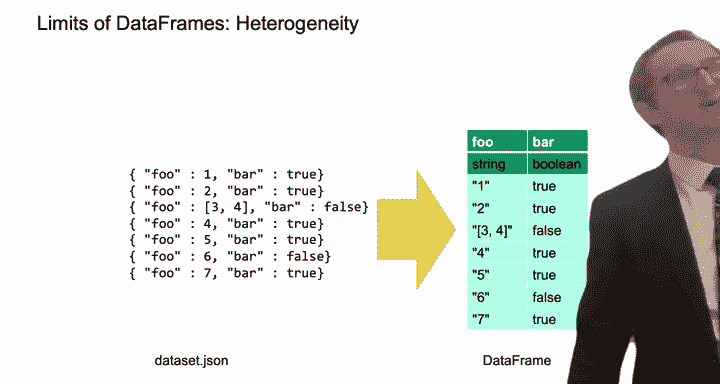 Limits of DataFrames: Heterogeneity
{ "foo" : 1, "bar" : true}
{ "foo" : 2, "bar" : true}
{ "foo" : [3, 4], "bar" : false}
{ "foo" : 4, "bar" : true}
{ "foo" : 5, "bar" : true}
{ "foo" : 6, "bar" : false}
{ "foo" : 7, "bar" : true}
dataset.json
foo bar
string boolean
"1" true
"2" true
"[3, 4]" false
"4" true
"5" true
"6" false
"7" true
DataFrame